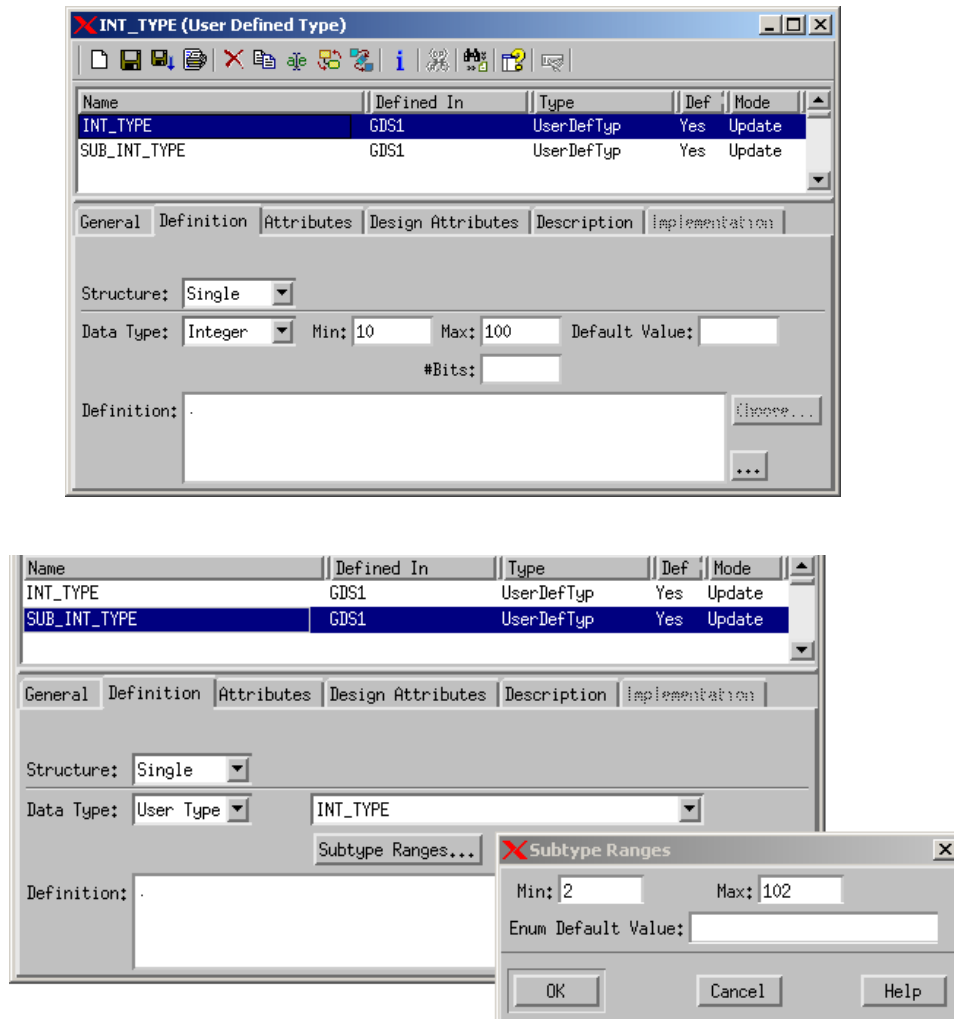 INT_TYPE (User Defined Type)
Name Defined In Type Def Mode
INT_TYPE GDS1 UserDefTyp Yes Update
SUB_INT_TYPE GDS1 UserDefTyp Yes Update
General Definition Attributes Design Attributes Description Implementation
Structure: Single
Data Type: Integer Min: 10 Max: 100 Default Value:
#Bits:
Definition: . Choose...
...
Name Defined In Type Def Mode
INT_TYPE GDS1 UserDefTyp Yes Update
SUB_INT_TYPE GDS1 UserDefTyp Yes Update
General Definition Attributes Design Attributes Description Implementation
Structure: Single
Data Type: User Type INT_TYPE
Subtype Ranges...
Definition: .
Subtype Ranges
Min: 2 Max: 102
Enum Default Value:
OK Cancel Help